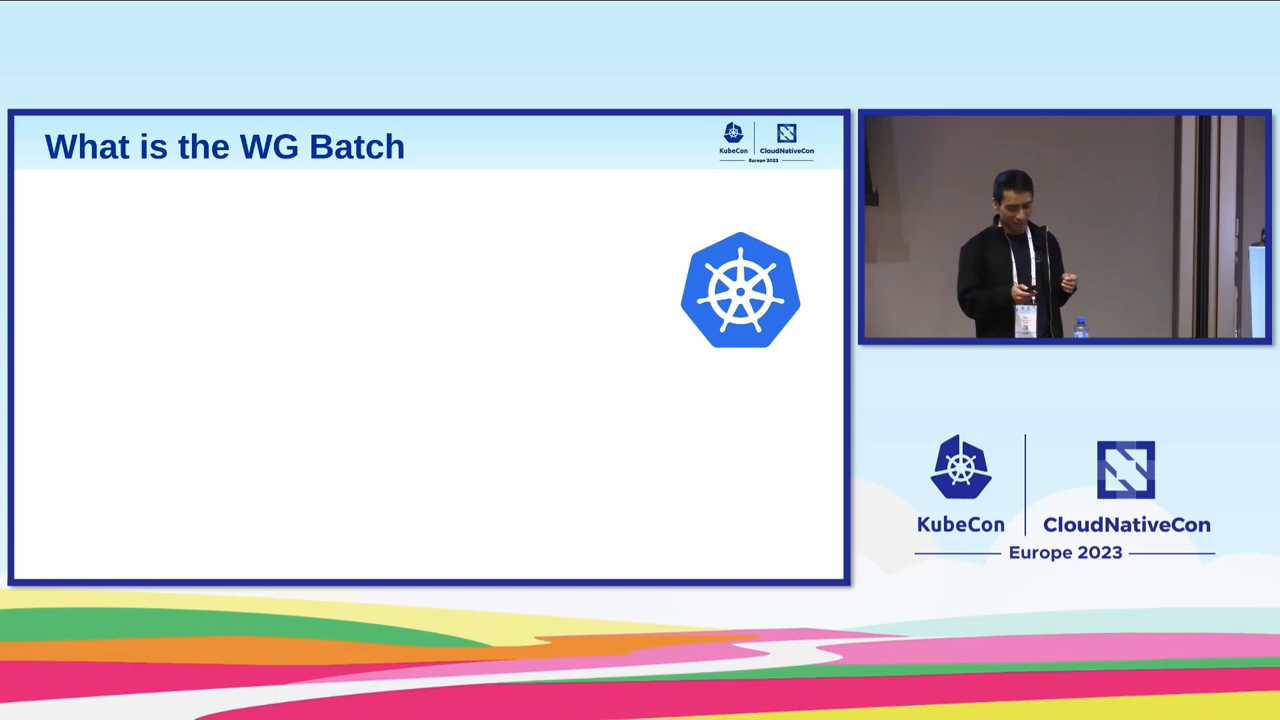 What is the WG Batch
KubeCon
CloudNativeCon
Europe 2023
KubeCon
CloudNativeCon
Europe 2023